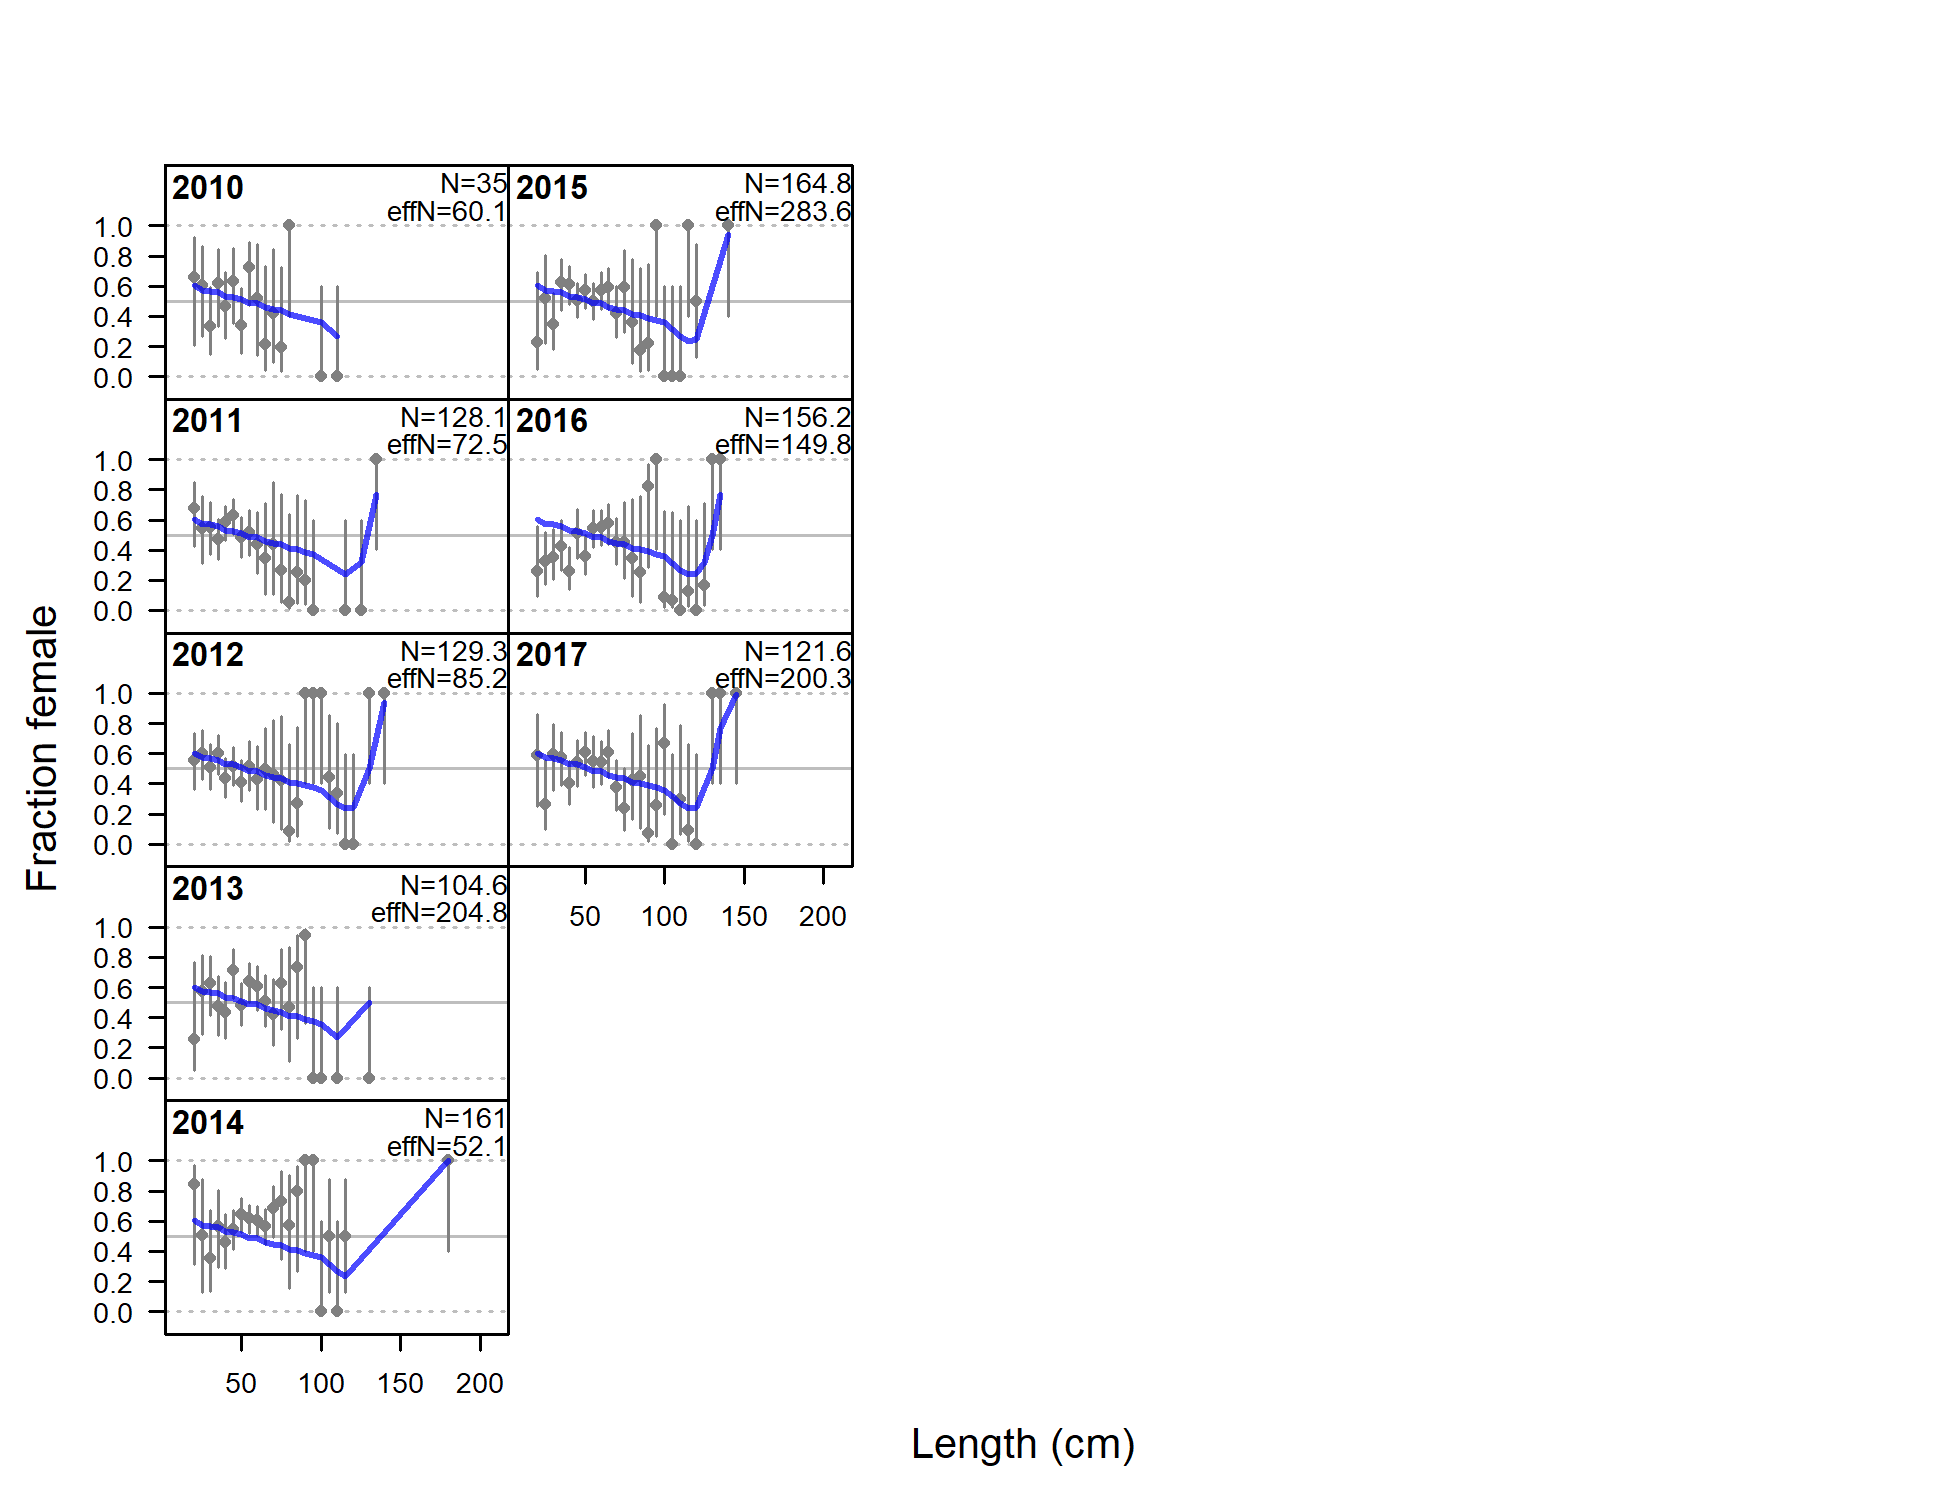 2010
N=35
effN=60.1
1.0
0.8
0.6
0.4
0.2
0.0
2011
N=128.1
effN=72.5
1.0
0.8
0.6
0.4
0.2
0.0
2012
N=129.3
effN=85.2
1.0
0.8
0.6
0.4
0.2
0.0
2013
N=104.6
effN=204.8
1.0
0.8
0.6
0.4
0.2
0.0
2014
N=161
effN=52.1
1.0
0.8
0.6
0.4
0.2
0.0
50 100 150 200
2015
N=164.8
effN=283.6
2016
N=156.2
effN=149.8
2017
N=121.6
effN=200.3
50 100 150 200
Fraction female
Length (cm)